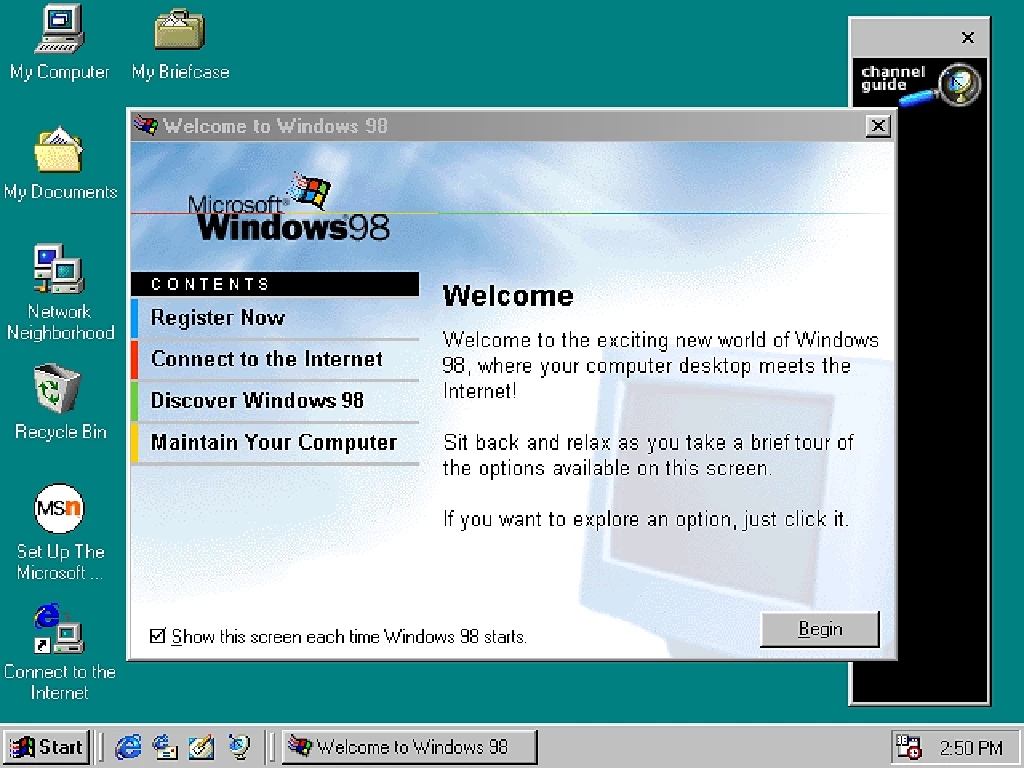 My Computer
My Briefcase
My Documents
Network
Neighborhood
Recycle Bin
MSn
Set Up The
Microsoft ...
Connect to the
Internet
channel
guide
Welcome to Windows 98
Microsoft®
Windows 98
CONTENTS
Register Now
Connect to the Internet
Discover Windows 98
Maintain Your Computer
Welcome
Welcome to the exciting new world of Windows
98, where your computer desktop meets the
Internet!
Sit back and relax as you take a brief tour of
the options available on this screen.
If you want to explore an option, just click it.
Show this screen each time Windows 98 starts.
Begin
Start
Welcome to Windows 98
2:50 PM